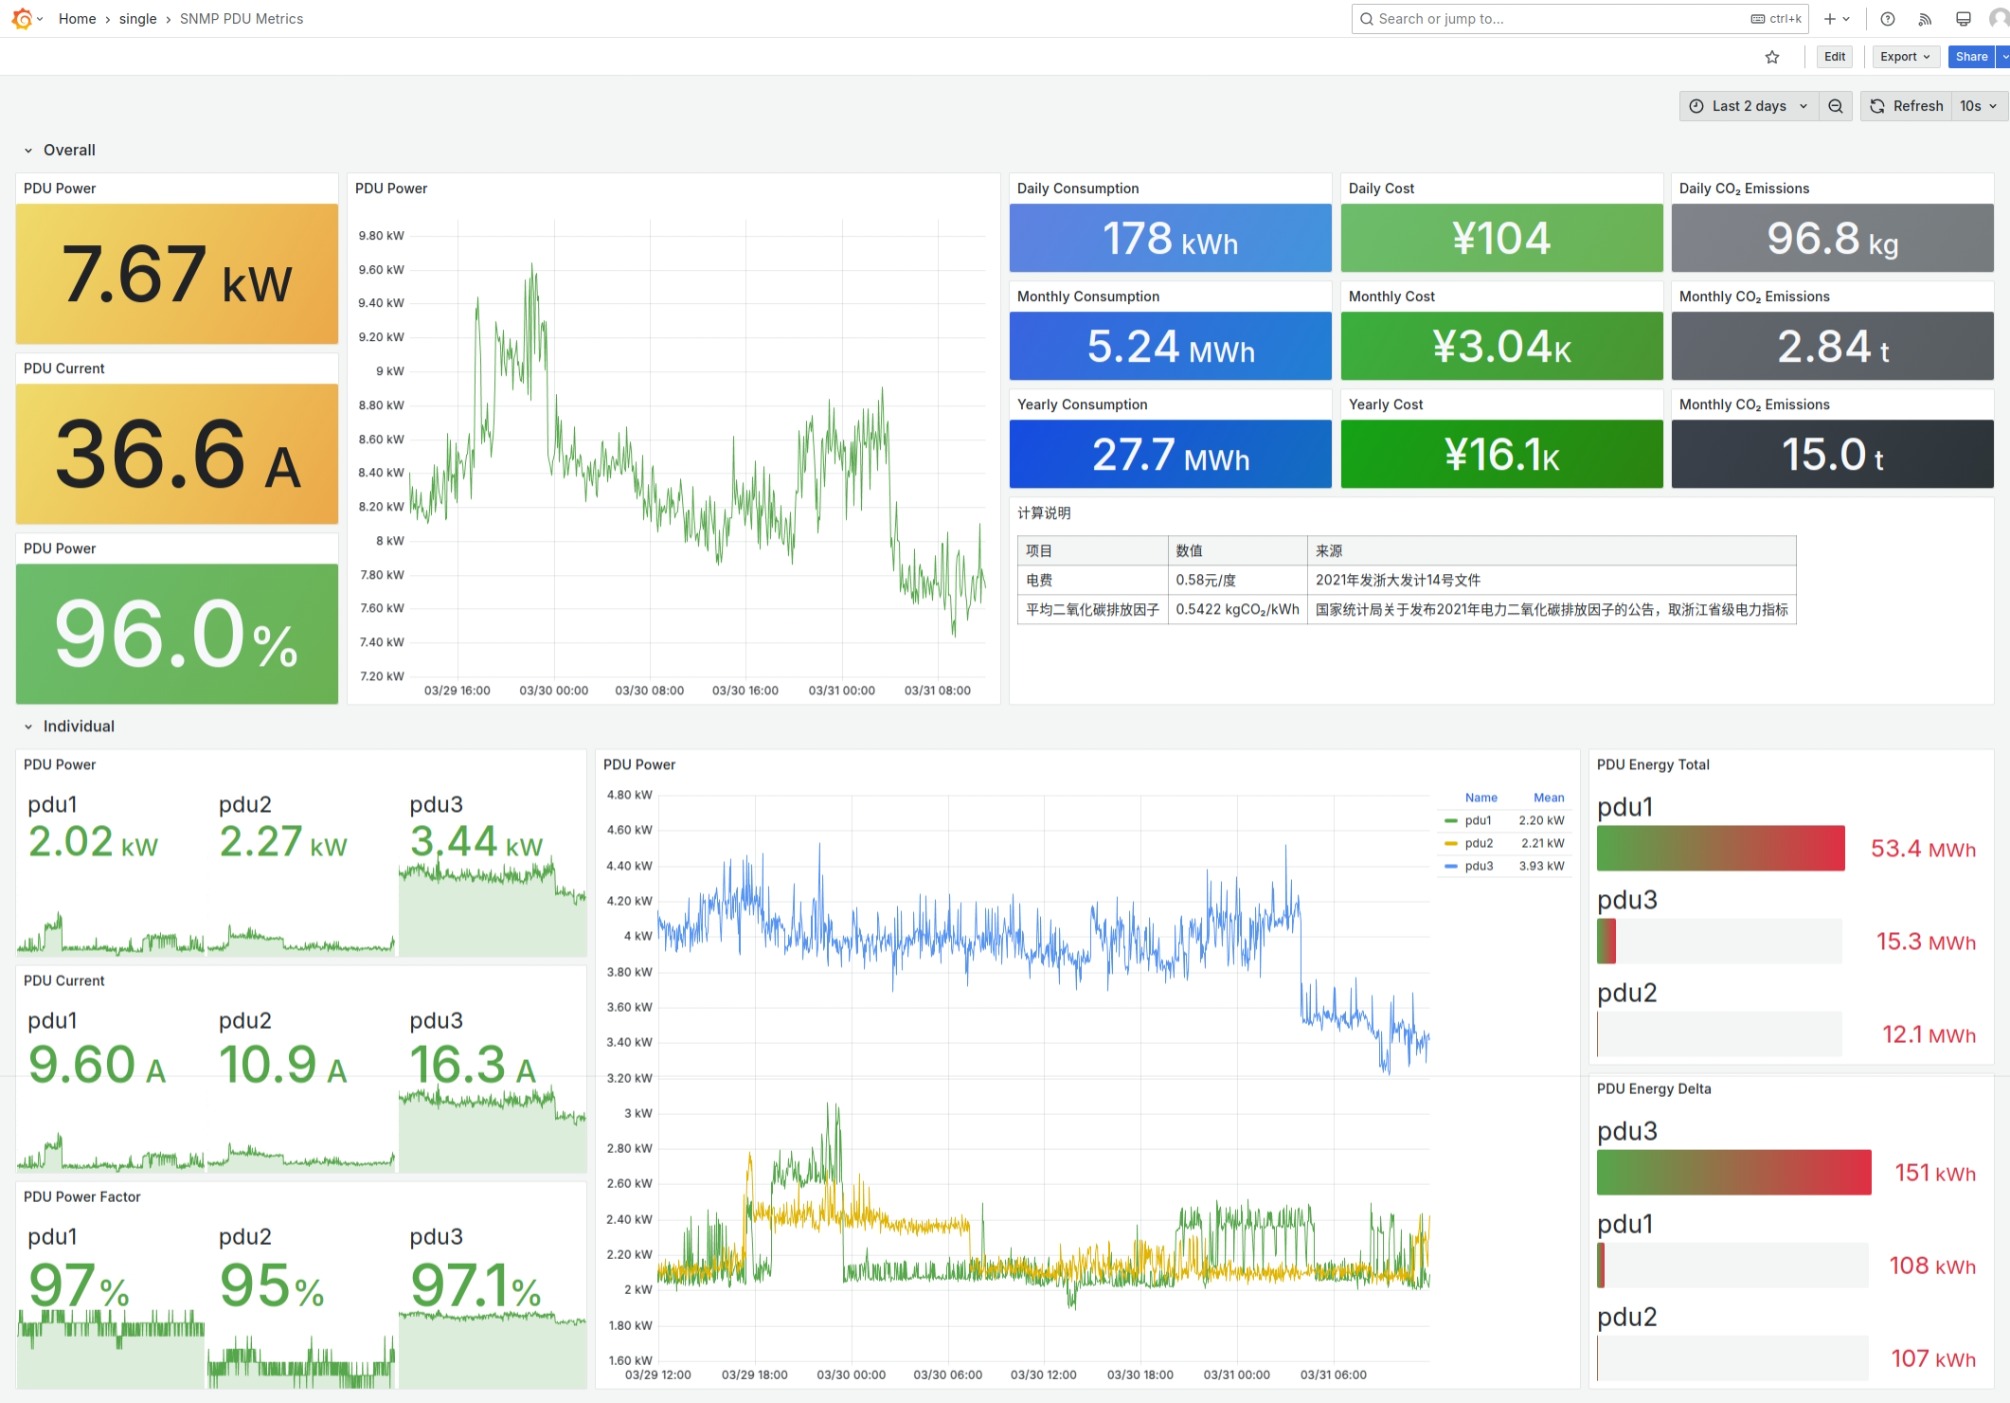 Home › single › SNMP PDU Metrics
Search or jump to...
ctrl+k
Edit
Export
Share
Last 2 days
Refresh
10s
Overall
PDU Power
7.67 kW
PDU Current
36.6 A
PDU Power
96.0%
PDU Power
9.80 kW
9.60 kW
9.40 kW
9.20 kW
9 kW
8.80 kW
8.60 kW
8.40 kW
8.20 kW
8 kW
7.80 kW
7.60 kW
7.40 kW
7.20 kW
03/29 16:00 03/30 00:00 03/30 08:00 03/30 16:00 03/31 00:00 03/31 08:00
Daily Consumption
178 kWh
Daily Cost
¥104
Daily CO₂ Emissions
96.8 kg
Monthly Consumption
5.24 MWh
Monthly Cost
¥3.04K
Monthly CO₂ Emissions
2.84 t
Yearly Consumption
27.7 MWh
Yearly Cost
¥16.1K
Monthly CO₂ Emissions
15.0 t
计算说明
项目 数值 来源
电费 0.58元/度 2021年发浙大发计14号文件
平均二氧化碳排放因子 0.5422 kgCO₂/kWh 国家统计局关于发布2021年电力二氧化碳排放因子的公告，取浙江省级电力指标
Individual
PDU Power
pdu1 pdu2 pdu3
2.02 kW 2.27 kW 3.44 kW
PDU Current
pdu1 pdu2 pdu3
9.60 A 10.9 A 16.3 A
PDU Power Factor
pdu1 pdu2 pdu3
97% 95% 97.1%
PDU Power
4.80 kW
4.60 kW
4.40 kW
4.20 kW
4 kW
3.80 kW
3.60 kW
3.40 kW
3.20 kW
3 kW
2.80 kW
2.60 kW
2.40 kW
2.20 kW
2 kW
1.80 kW
1.60 kW
03/29 12:00 03/29 18:00 03/30 00:00 03/30 06:00 03/30 12:00 03/30 18:00 03/31 00:00 03/31 06:00
Name Mean
pdu1 2.20 kW
pdu2 2.21 kW
pdu3 3.93 kW
PDU Energy Total
pdu1
53.4 MWh
pdu3
15.3 MWh
pdu2
12.1 MWh
PDU Energy Delta
pdu3
151 kWh
pdu1
108 kWh
pdu2
107 kWh